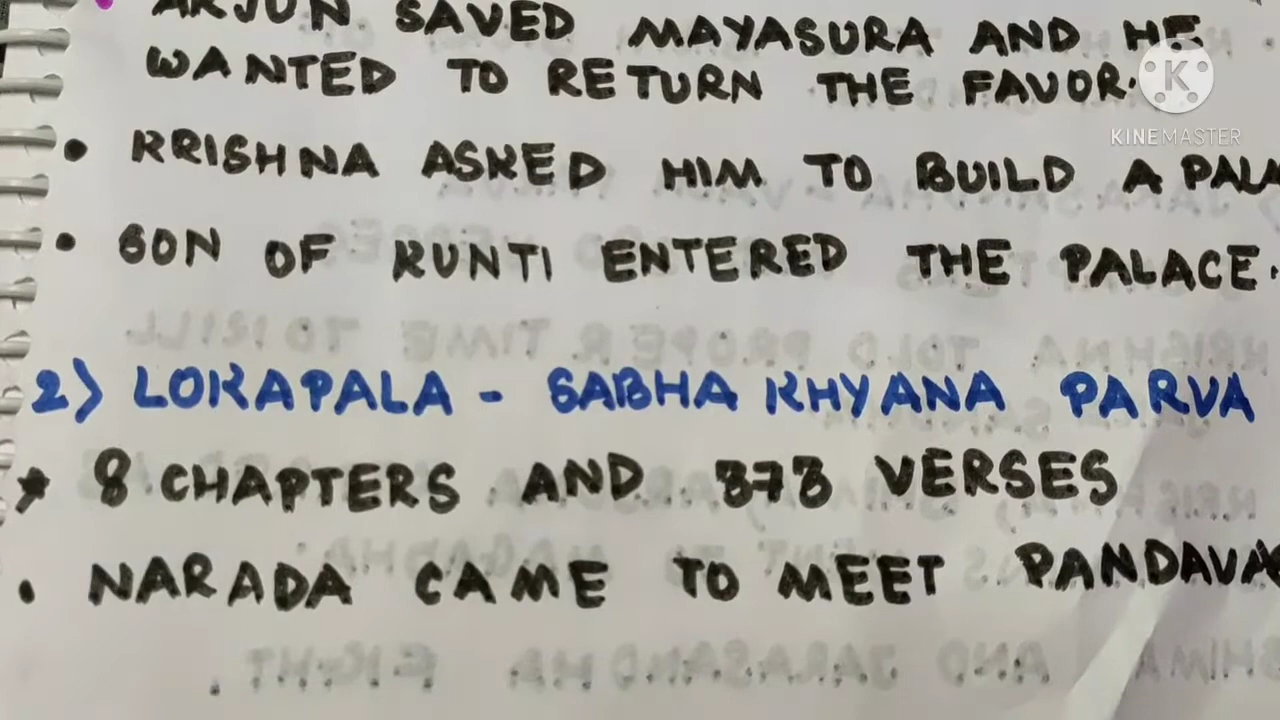 ARJUN SAVED MAYASURA AND HE
WANTED TO RETURN THE FAVOR.
KINEMASTER
• KRISHNA ASKED HIM TO BUILD A PALA
• SON OF KUNTI ENTERED THE PALACE.
2) LOKAPALA - SABHA KHYANA PARVA
* 8 CHAPTERS AND 373 VERSES
• NARADA CAME TO MEET PANDAVA